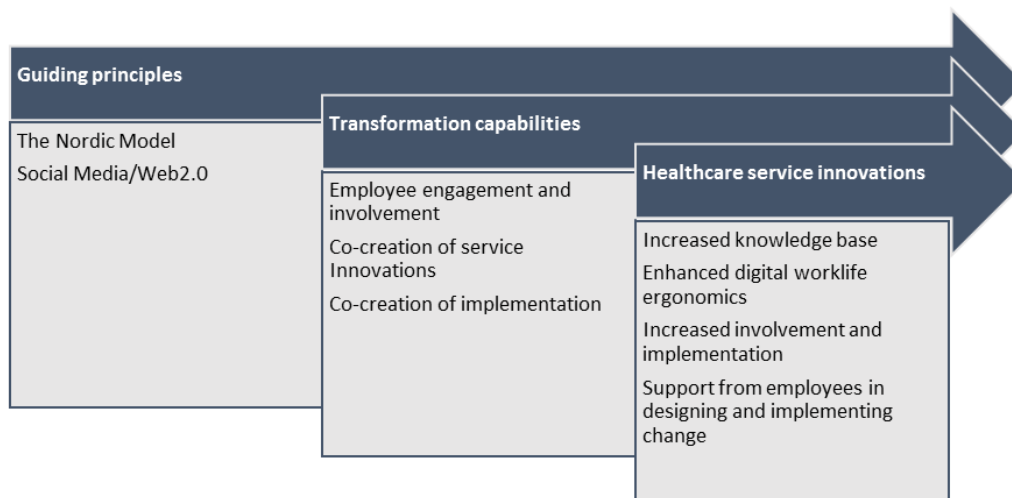 Guiding principles
The Nordic Model
Social Media/Web2.0
Transformation capabilities
Employee engagement and
involvement
Co-creation of service
Innovations
Co-creation of implementation
Healthcare service innovations
Increased knowledge base
Enhanced digital worklife
ergonomics
Increased involvement and
implementation
Support from employees in
designing and implementing
change